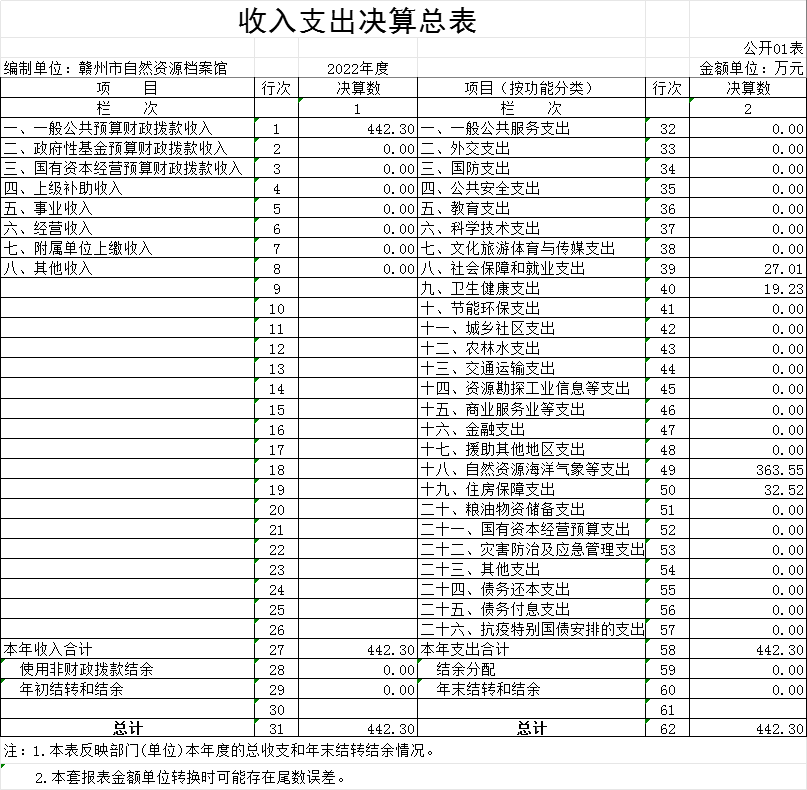 收入支出决算总表
公开01表
编制单位：赣州市自然资源档案馆 2022年度 金额单位：万元
项 目 行次 决算数 项目（按功能分类） 行次 决算数
栏 次 1 栏 次 2
一、一般公共预算财政拨款收入 1 442.30 一、一般公共服务支出 32 0.00
二、政府性基金预算财政拨款收入 2 0.00 二、外交支出 33 0.00
三、国有资本经营预算财政拨款收入 3 0.00 三、国防支出 34 0.00
四、上级补助收入 4 0.00 四、公共安全支出 35 0.00
五、事业收入 5 0.00 五、教育支出 36 0.00
六、经营收入 6 0.00 六、科学技术支出 37 0.00
七、附属单位上缴收入 7 0.00 七、文化旅游体育与传媒支出 38 0.00
八、其他收入 8 0.00 八、社会保障和就业支出 39 27.01
9 九、卫生健康支出 40 19.23
10 十、节能环保支出 41 0.00
11 十一、城乡社区支出 42 0.00
12 十二、农林水支出 43 0.00
13 十三、交通运输支出 44 0.00
14 十四、资源勘探工业信息等支出 45 0.00
15 十五、商业服务业等支出 46 0.00
16 十六、金融支出 47 0.00
17 十七、援助其他地区支出 48 0.00
18 十八、自然资源海洋气象等支出 49 363.55
19 十九、住房保障支出 50 32.52
20 二十、粮油物资储备支出 51 0.00
21 二十一、国有资本经营预算支出 52 0.00
22 二十二、灾害防治及应急管理支出 53 0.00
23 二十三、其他支出 54 0.00
24 二十四、债务还本支出 55 0.00
25 二十五、债务付息支出 56 0.00
26 二十六、抗疫特别国债安排的支出 57 0.00
本年收入合计 27 442.30 本年支出合计 58 442.30
使用非财政拨款结余 28 0.00 结余分配 59 0.00
年初结转和结余 29 0.00 年末结转和结余 60 0.00
30 61
总计 31 442.30 总计 62 442.30
注：1.本表反映部门(单位)本年度的总收支和年末结转结余情况。
2.本套报表金额单位转换时可能存在尾数误差。